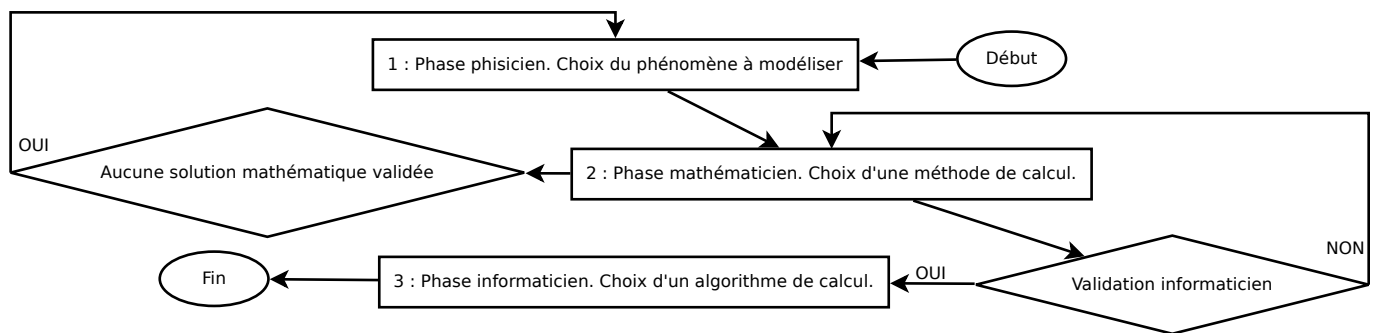 Début
1 : Phase phisicien. Choix du phénomène à modéliser
OUI
Aucune solution mathématique validée
2 : Phase mathématicien. Choix d'une méthode de calcul.
NON
Validation informaticien
OUI
3 : Phase informaticien. Choix d'un algorithme de calcul.
Fin